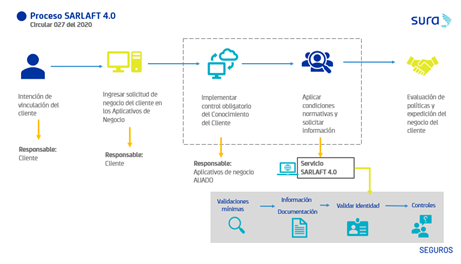 Proceso SARLAFT 4.0
Circular 027 del 2020
sura
Intención de
vinculación del
cliente
Ingresar solicitud de
negocio del cliente en
los Aplicativos de
Negocio
Implementar
control obligatorio
del Conocimiento
del Cliente
Aplicar
condiciones
normativas y
solicitar
información
Evaluación de
políticas y
expedición del
negocio del
cliente
Responsable:
Cliente
Responsable:
Cliente
Responsable:
Aplicativos de negocio
ALIADO
Servicio
SARLAFT 4.0
Validaciones
mínimas
Información
Documentación
Validar identidad
Controles
SEGUROS